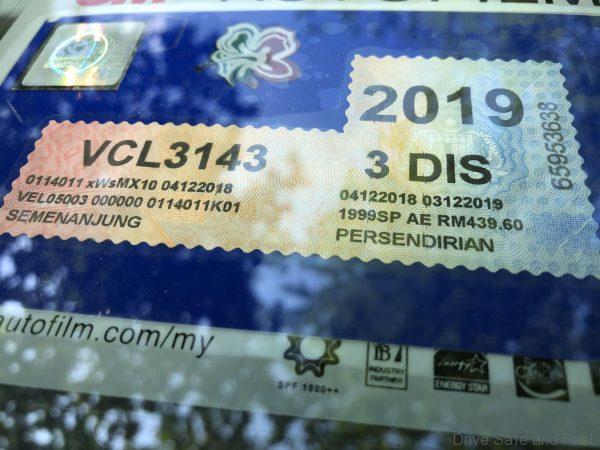 2019
VCL3143
3 DIS
65953638
0114011 xWsMX10 04122018
04122018 03122019
VEL05003 000000 0114011K01
1999SP AE RM439.60
SEMENANJUNG
PERSENDIRIAN
autofilm.com/my
SPF 1000++
INDUSTRY
PARTNER
ENERGY STAR
Drive Safe and Fast